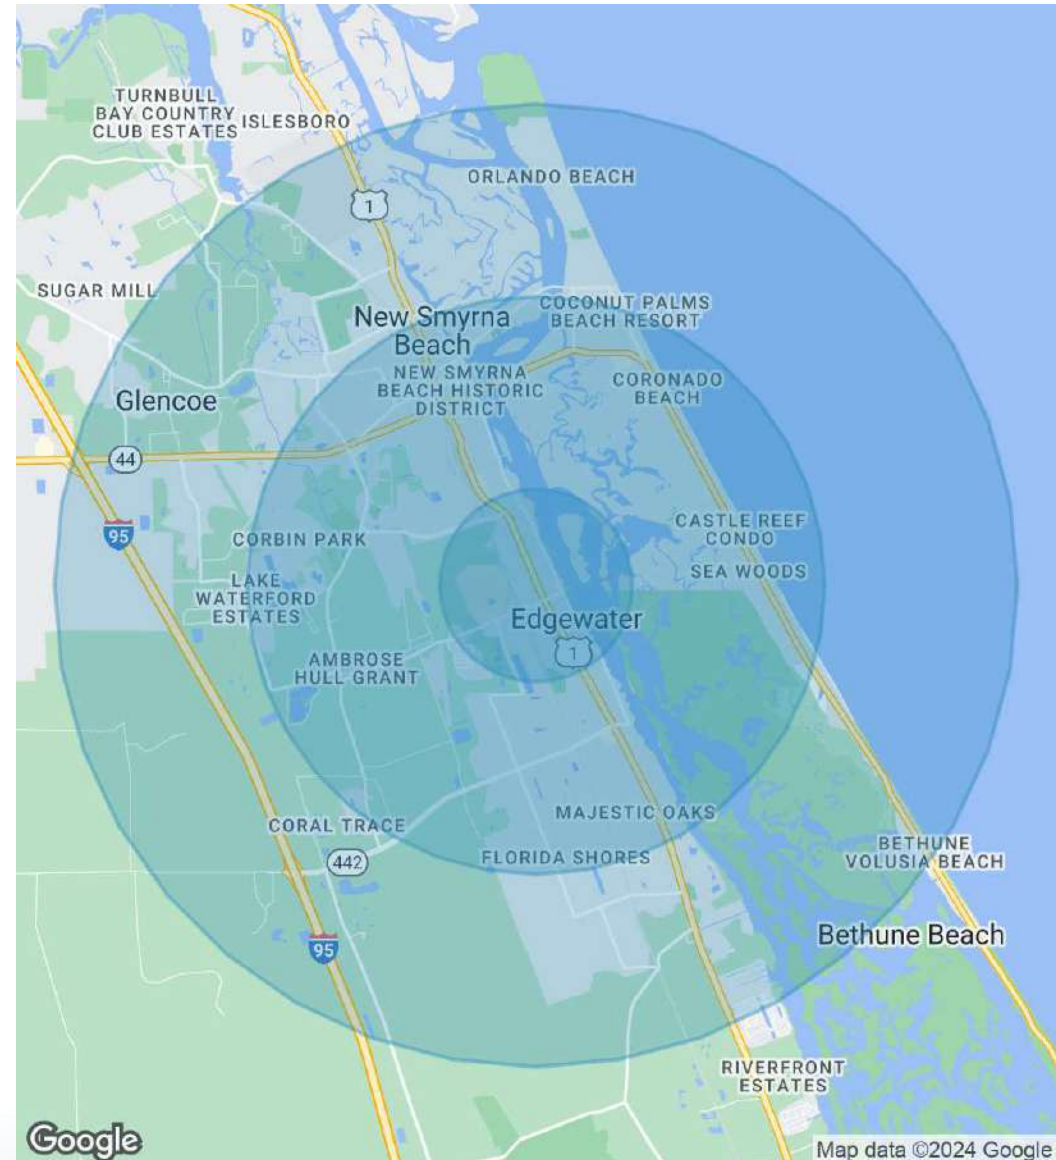 TURNBULL
BAY COUNTRY
CLUB ESTATES
ISLESBORO
1
ORLANDO BEACH
SUGAR MILL
New Smyrna
Beach
COCONUT PALMS
BEACH RESORT
NEW SMYRNA
BEACH HISTORIC
DISTRICT
CORONADO
BEACH
Glencoe
44
95
CORBIN PARK
CASTLE REEF
CONDO
SEA WOODS
LAKE
WATERFORD
ESTATES
Edgewater
1
AMBROSE
HULL GRANT
MAJESTIC OAKS
CORAL TRACE
442
FLORIDA SHORES
BETHUNE
VOLUSIA BEACH
95
Bethune Beach
RIVERFRONT
ESTATES
Google
Map data ©2024 Google